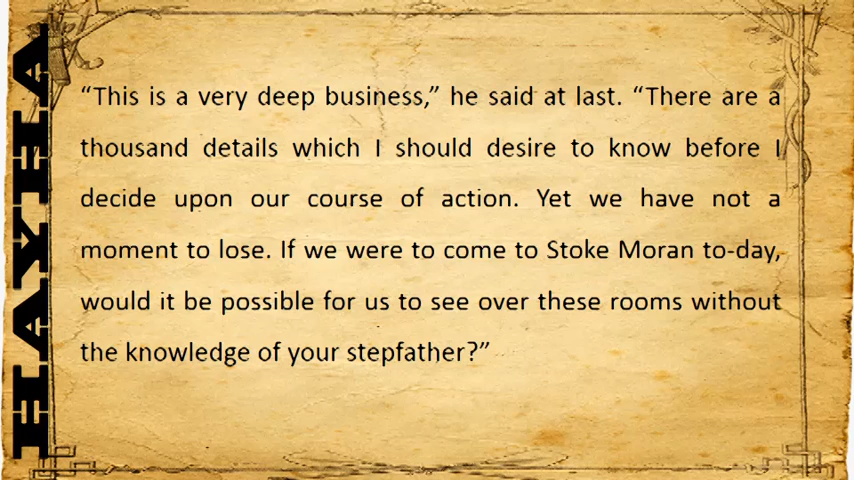 “This is a very deep business,” he said at last. “There are a
thousand details which I should desire to know before I
decide upon our course of action. Yet we have not a
moment to lose. If we were to come to Stoke Moran to-day,
would it be possible for us to see over these rooms without
the knowledge of your stepfather?”
HAYHA